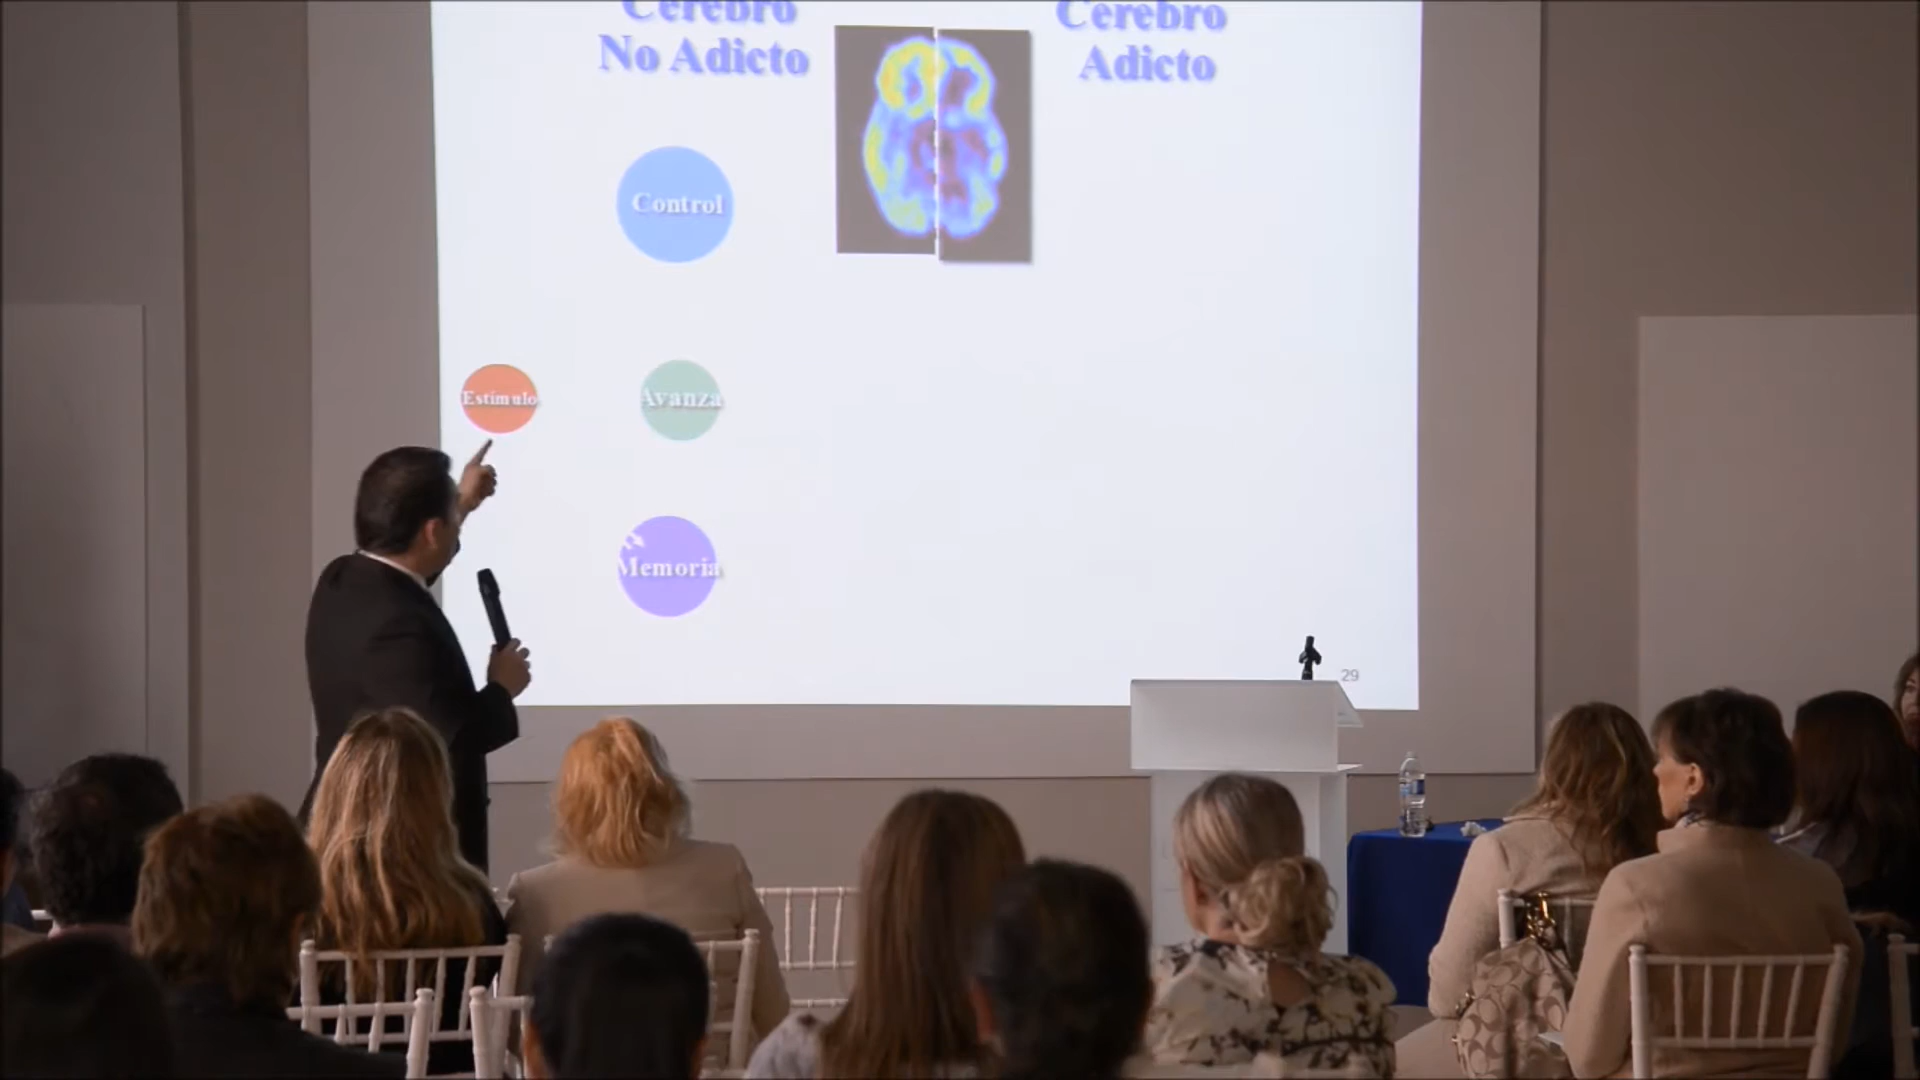 Cerebro
No Adicto
Cerebro
Adicto
Control
Estimulo
Avanza
Memoria
29